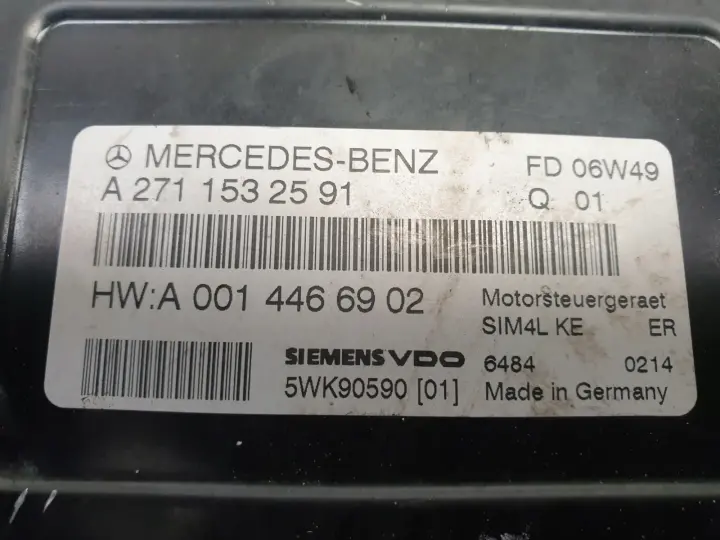 MERCEDES-BENZ FD 06W49
A 271 153 25 91 Q 01
HW:A 001 446 69 02 Motorsteuergeraet
SIM4L KE ER
SIEMENS VDO 6484 0214
5WK90590 [01] Made in Germany